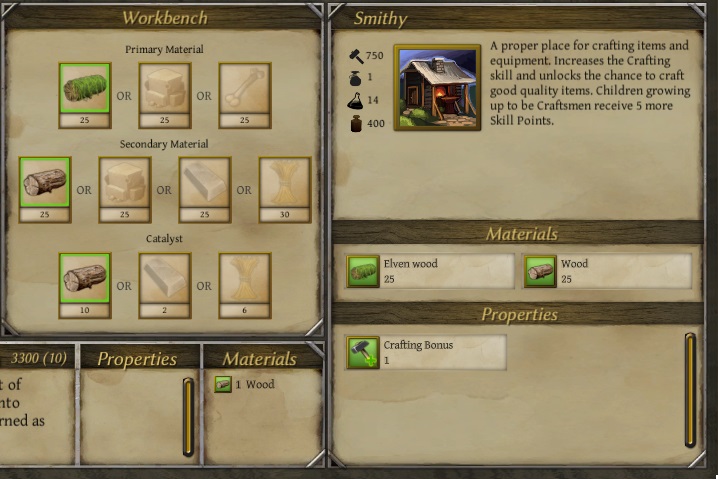 Workbench
Primary Material
OR
OR
25
25
25
Secondary Material
OR
OR
OR
25
25
25
30
Catalyst
OR
OR
10
2
6
3300 (10)
t of
nto
rned as
Properties
Materials
1 Wood
Smithy
750
1
14
400
A proper place for crafting items and
equipment. Increases the Crafting
skill and unlocks the chance to craft
good quality items. Children growing
up to be Craftsmen receive 5 more
Skill Points.
Materials
Elven wood
25
Wood
25
Properties
Crafting Bonus
1